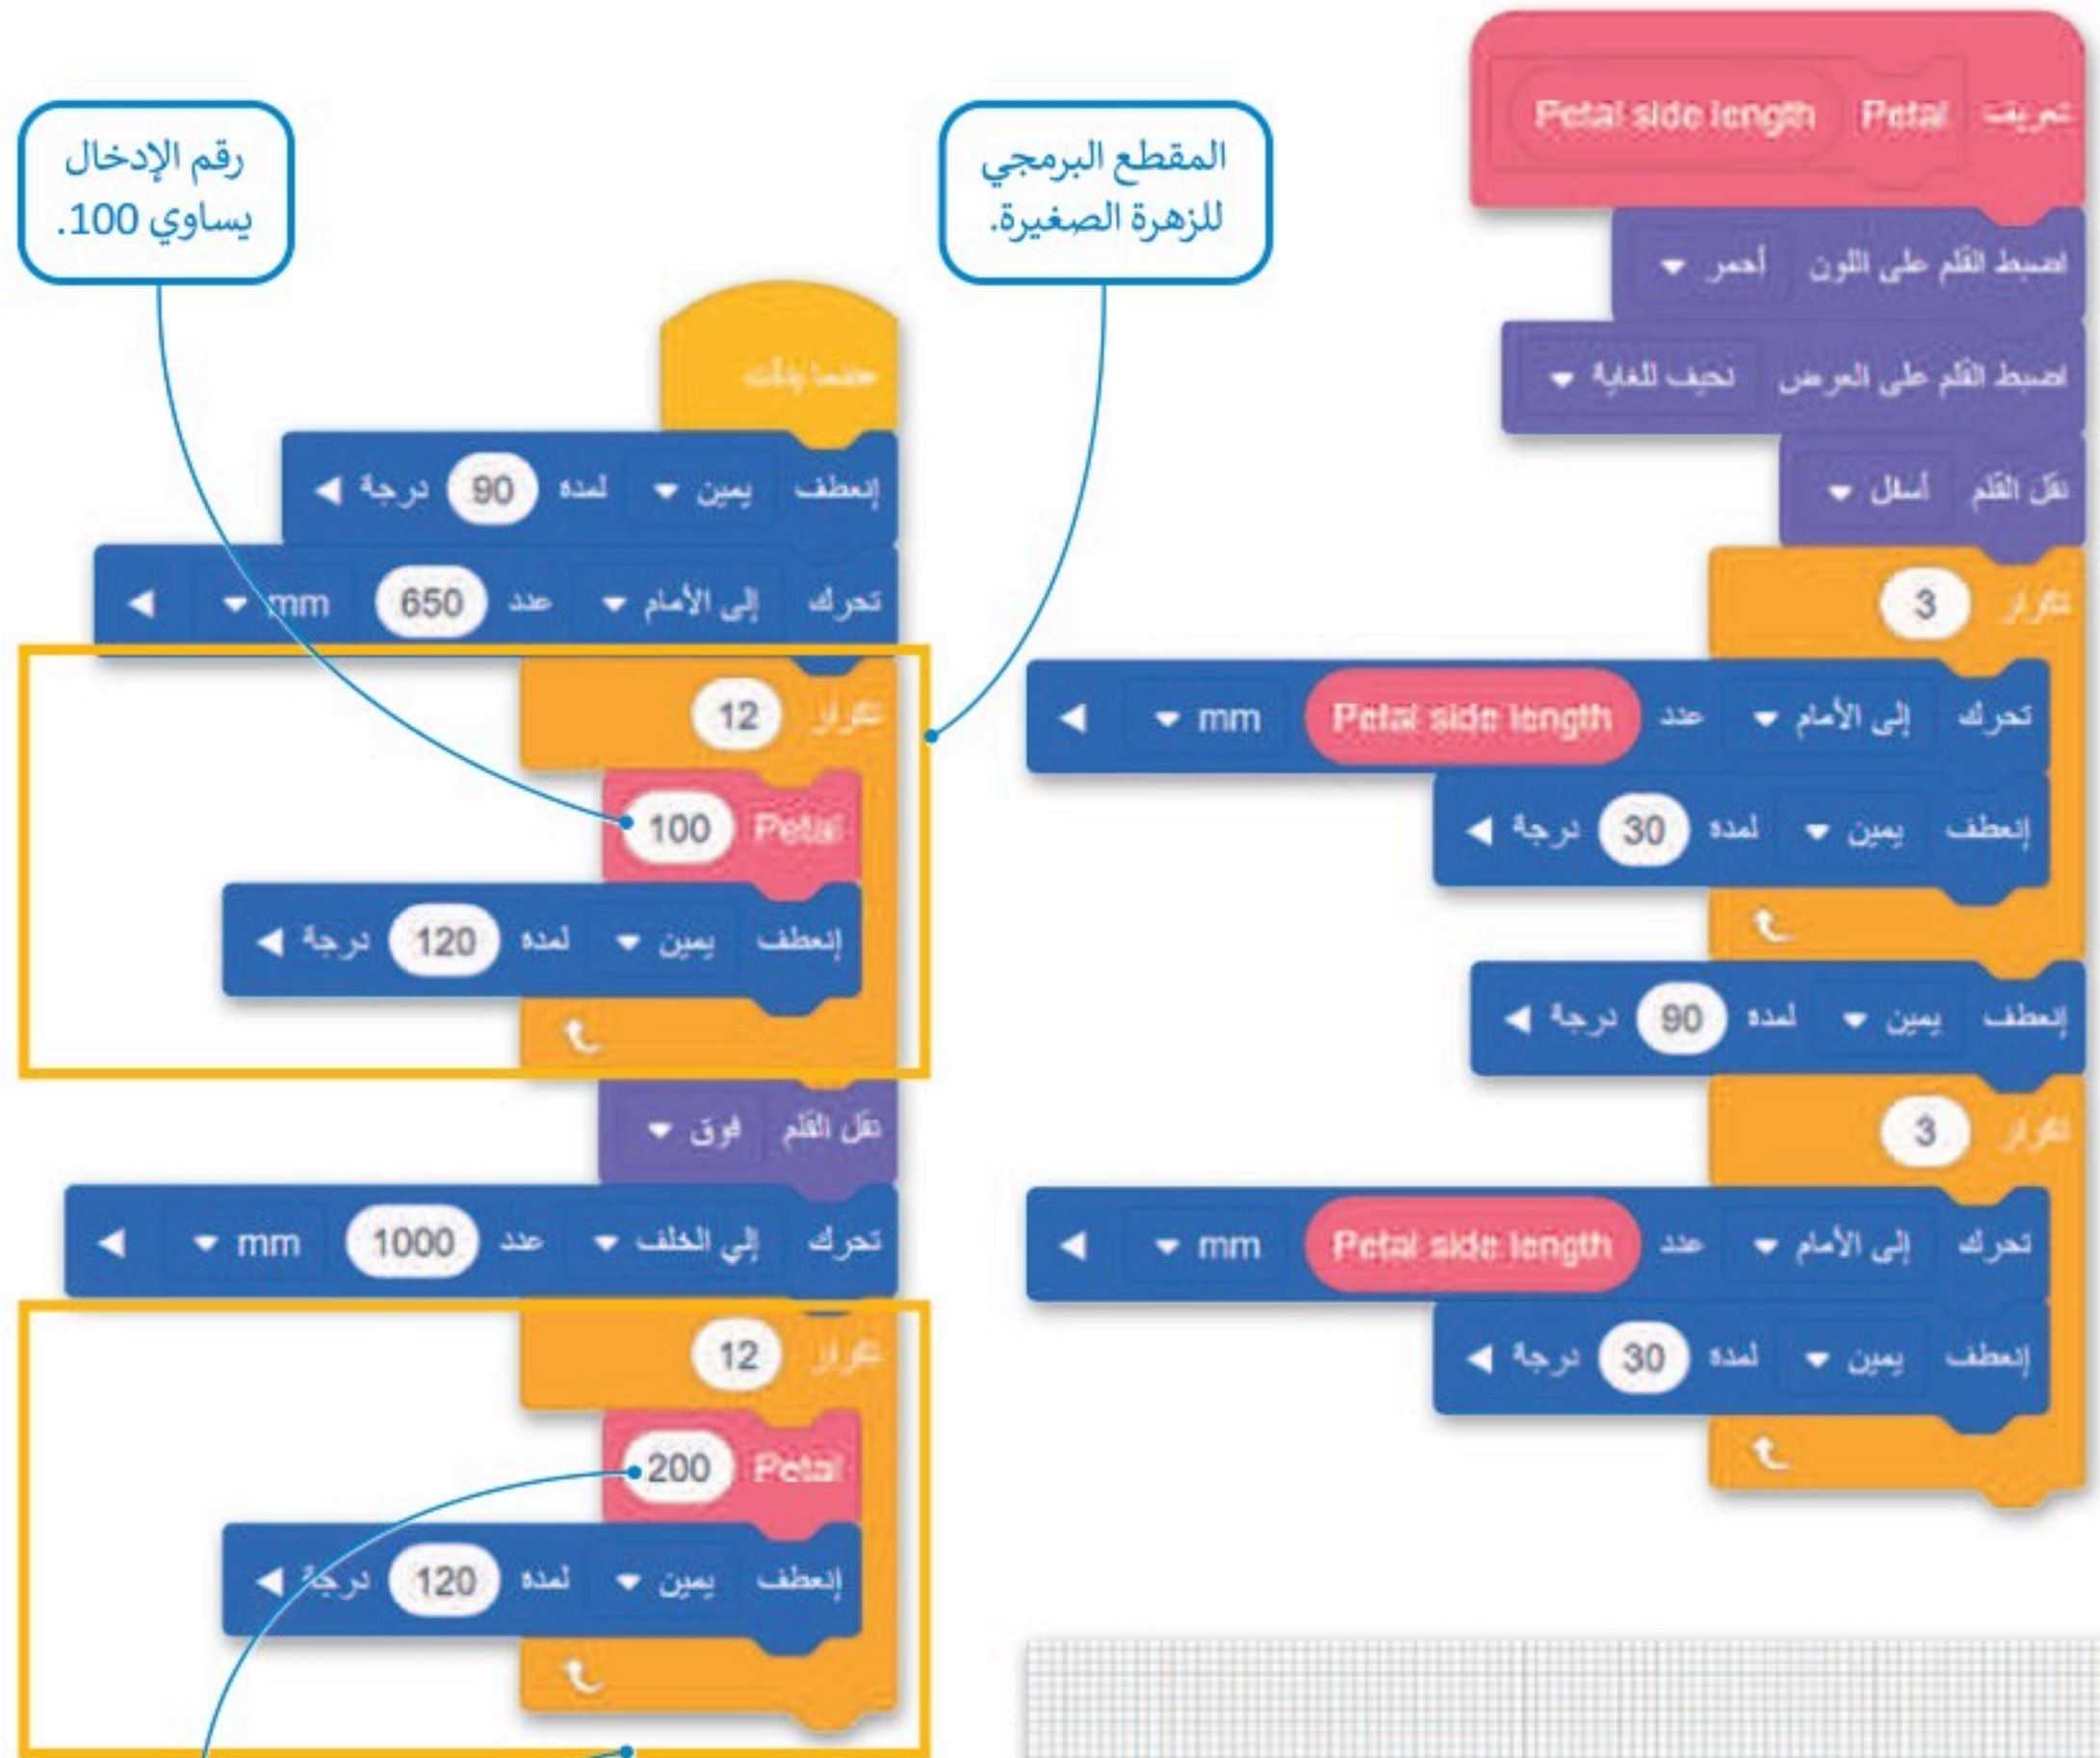 تعريف Petal Petal side length
اضبط القلم على اللون أحمر
اضبط القلم على العرض نحيف للغاية
نقل القلم أسفل
تكرار 3
تحرك إلى الأمام عدد Petal side length mm
إنعطف يمين لمدة 30 درجة
إنعطف يمين لمدة 90 درجة
تكرار 3
تحرك إلى الأمام عدد Petal side length mm
إنعطف يمين لمدة 30 درجة
المقطع البرمجي
للزهرة الصغيرة.
رقم الإدخال
يساوي 100.
عندما بدأت
إنعطف يمين لمدة 90 درجة
تحرك إلى الأمام عدد 650 mm
تكرار 12
Petal 100
إنعطف يمين لمدة 120 درجة
نقل القلم فوق
تحرك إلي الخلف عدد 1000 mm
تكرار 12
Petal 200
إنعطف يمين لمدة 120 درجة